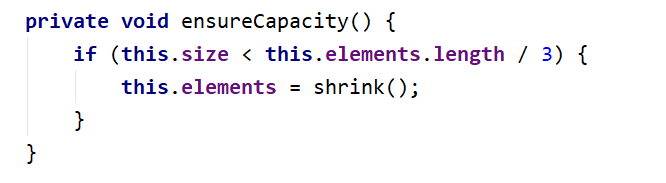 private void ensureCapacity() {
    if (this.size < this.elements.length / 3) {
        this.elements = shrink();
    }
}